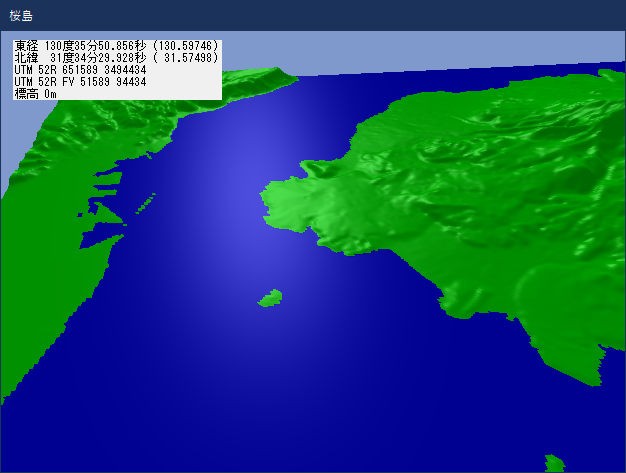 桜島
東経 130度35分50.856秒 (130.59746)
北緯  31度34分29.928秒 ( 31.57498)
UTM 52R 651589 3494434
UTM 52R FY 51589 94434
標高 0m